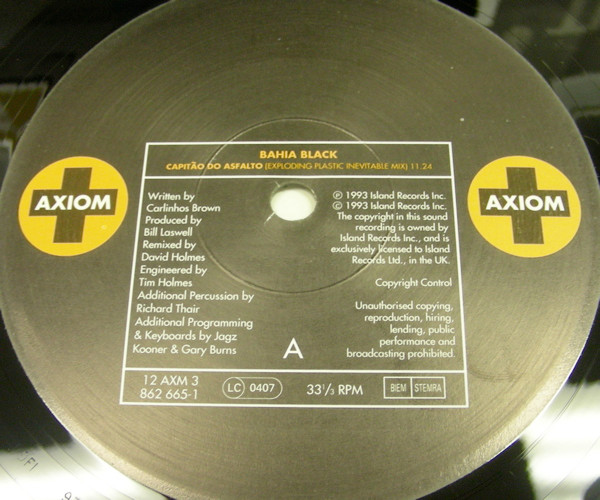 BAHIA BLACK
CAPITÃO DO ASFALTO (EXPLODING PLASTIC INEVITABLE MIX) 11.24
AXIOM
AXIOM
Written by
Carlinhos Brown
Produced by
Bill Laswell
Remixed by
David Holmes
Engineered by
Tim Holmes
Additional Percussion by
Richard Thair
Additional Programming
& Keyboards by Jagz
Kooner & Gary Burns
℗ 1993 Island Records Inc.
© 1993 Island Records Inc.
The copyright in this sound
recording is owned by
Island Records Inc., and is
exclusively licensed to Island
Records Ltd., in the UK.
Copyright Control
Unauthorised copying,
reproduction, hiring,
lending, public
performance and
broadcasting prohibited.
A
12 AXM 3
862 665-1
LC 0407
33 1/3 RPM
BIEM STEMRA